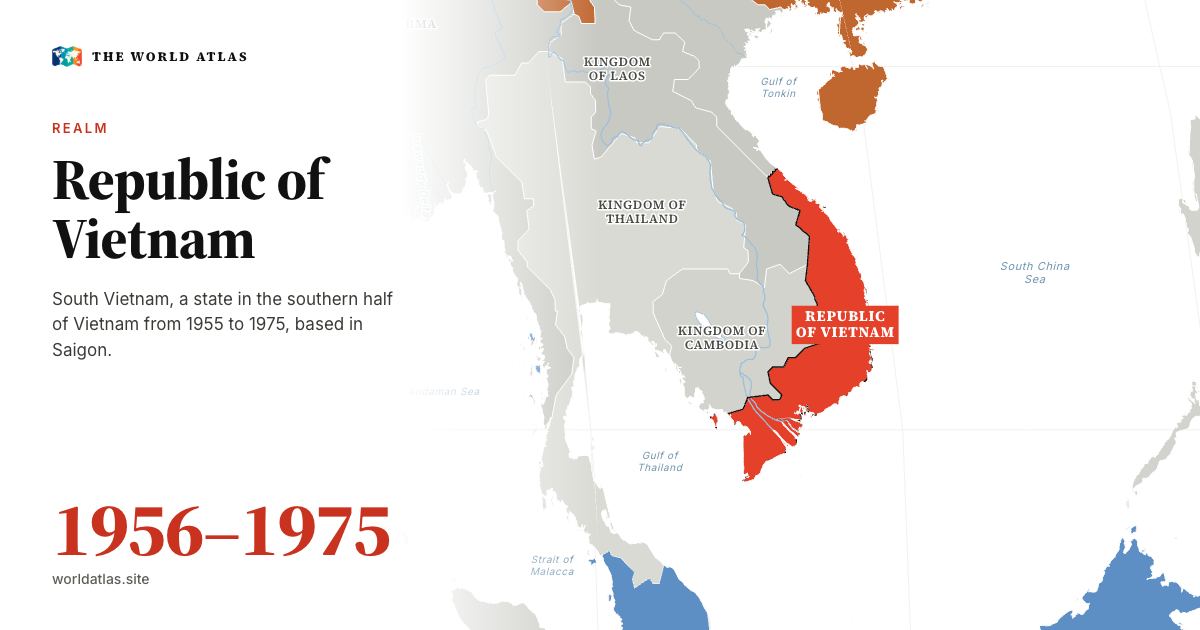 THE WORLD ATLAS
REALM
Republic of
Vietnam
South Vietnam, a state in the southern half
of Vietnam from 1955 to 1975, based in
Saigon.
1956–1975
worldatlas.site
KINGDOM
OF LAOS
Gulf of
Tonkin
KINGDOM OF
THAILAND
South China
Sea
REPUBLIC
OF VIETNAM
KINGDOM OF
CAMBODIA
Andaman Sea
Gulf of
Thailand
Strait of
Malacca